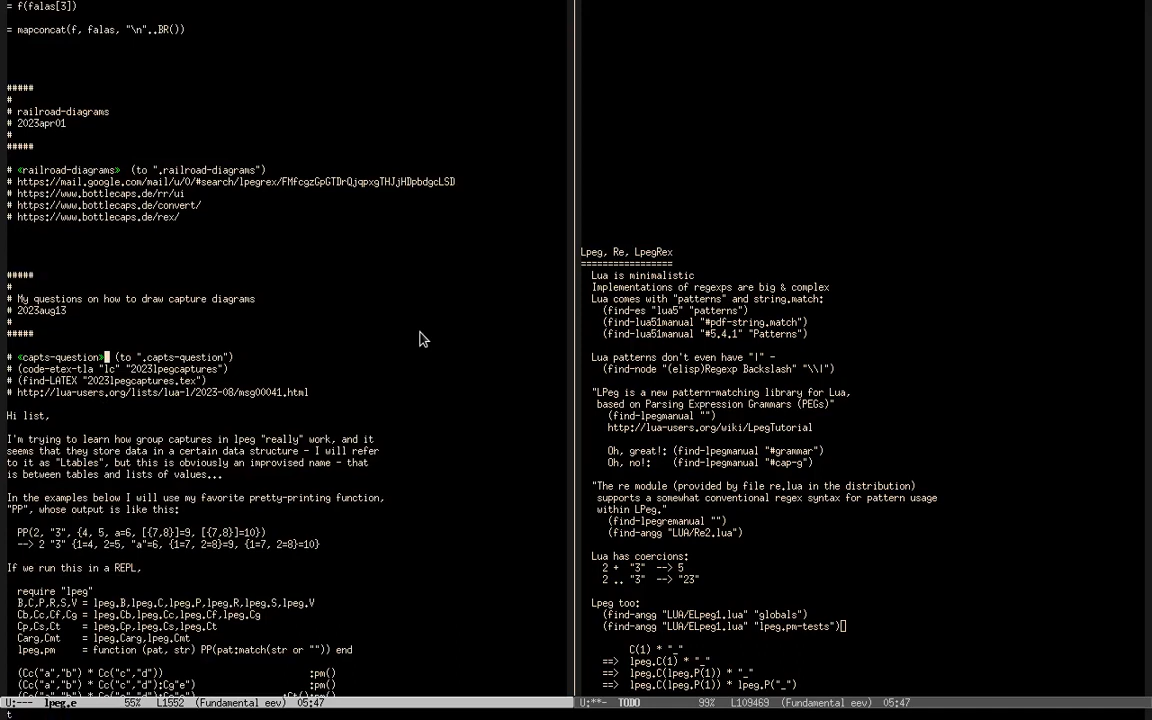 = f(falas[3])
= mapconcat(f, falas, "\n"..BR())
#####
#
# railroad-diagrams
# 2023apr01
#
#####
# «railroad-diagrams»  (to ".railroad-diagrams")
# https://mail.google.com/mail/u/0/#search/lpegrex/FMfcgzGpGTDrQjqpxgTHJjHDpbdgcLSD
# https://www.bottlecaps.de/rr/ui
# https://www.bottlecaps.de/convert/
# https://www.bottlecaps.de/rex/
#####
#
# My questions on how to draw capture diagrams
# 2023aug13
#
#####
# «capts-question» (to ".capts-question")
# (code-etex-tla "lc" "2023lpegcaptures")
# (find-LATEX "2023lpegcaptures.tex")
# http://lua-users.org/lists/lua-l/2023-08/msg00041.html
Hi list,
I'm trying to learn how group captures in lpeg "really" work, and it
seems that they store data in a certain data structure - I will refer
to it as "Ltables", but this is obviously an improvised name - that
is between tables and lists of values...
In the examples below I will use my favorite pretty-printing function,
"PP", whose output is like this:
PP(2, "3", {4, 5, a=6, [{7,8}]=9, [{7,8}]=10})
--> 2 "3" {1=4, 2=5, "a"=6, {1=7, 2=8}=9, {1=7, 2=8}=10}
If we run this in a REPL,
require "lpeg"
B,C,P,R,S,V = lpeg.B,lpeg.C,lpeg.P,lpeg.R,lpeg.S,lpeg.V
Cb,Cc,Cf,Cg = lpeg.Cb,lpeg.Cc,lpeg.Cf,lpeg.Cg
Cp,Cs,Ct    = lpeg.Cp,lpeg.Cs,lpeg.Ct
Carg,Cmt    = lpeg.Carg,lpeg.Cmt
lpeg.pm     = function (pat, str) PP(pat:match(str or "")) end
(Cc("a","b") * Cc("c","d"))                             :pm()
(Cc("a","b") * Cc("c","d"):Cg"e")                       :pm()
(Cc("a","b") * Cc("c","d"):Cg"e")                  :Ct():pm()
U:---  lpeg.e         55%   L1552  (Fundamental eev) 05:47
t
Lpeg, Re, LpegRex
=================
Lua is minimalistic
Implementations of regexps are big & complex
Lua comes with "patterns" and string.match:
(find-es "lua5" "patterns")
(find-lua51manual "#pdf-string.match")
(find-lua51manual "#5.4.1" "Patterns")
Lua patterns don't even have "|" -
(find-node "(elisp)Regexp Backslash" "\\|")
"LPeg is a new pattern-matching library for Lua,
based on Parsing Expression Grammars (PEGs)"
(find-lpegmanual "")
http://lua-users.org/wiki/LpegTutorial
Oh, great!: (find-lpegmanual "#grammar")
Oh, no!:    (find-lpegmanual "#cap-g")
"The re module (provided by file re.lua in the distribution)
supports a somewhat conventional regex syntax for pattern usage
within LPeg."
(find-lpegremanual "")
(find-angg "LUA/Re2.lua")
Lua has coercions:
2 +  "3"  --> 5
2 .. "3"  --> "23"
Lpeg too:
(find-angg "LUA/ELpeg1.lua" "globals")
(find-angg "LUA/ELpeg1.lua" "lpeg.pm-tests")
C(1) * "_"
==>  lpeg.C(1) * "_"
==>  lpeg.C(lpeg.P(1)) * "_"
==>  lpeg.C(lpeg.P(1)) * lpeg.P("_")
U:**-  TODO           99%   L109469  (Fundamental eev) 05:47